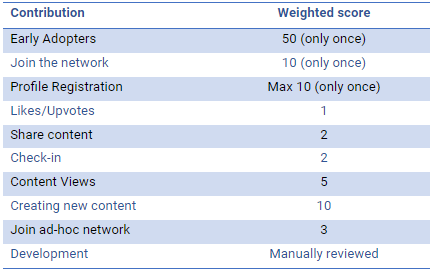 Contribution Weighted score
Early Adopters 50 (only once)
Join the network 10 (only once)
Profile Registration Max 10 (only once)
Likes/Upvotes 1
Share content 2
Check-in 2
Content Views 5
Creating new content 10
Join ad-hoc network 3
Development Manually reviewed